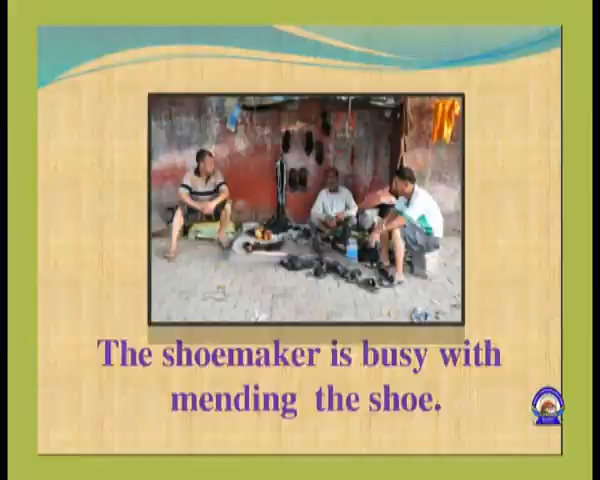 The shoemaker is busy with
mending the shoe.